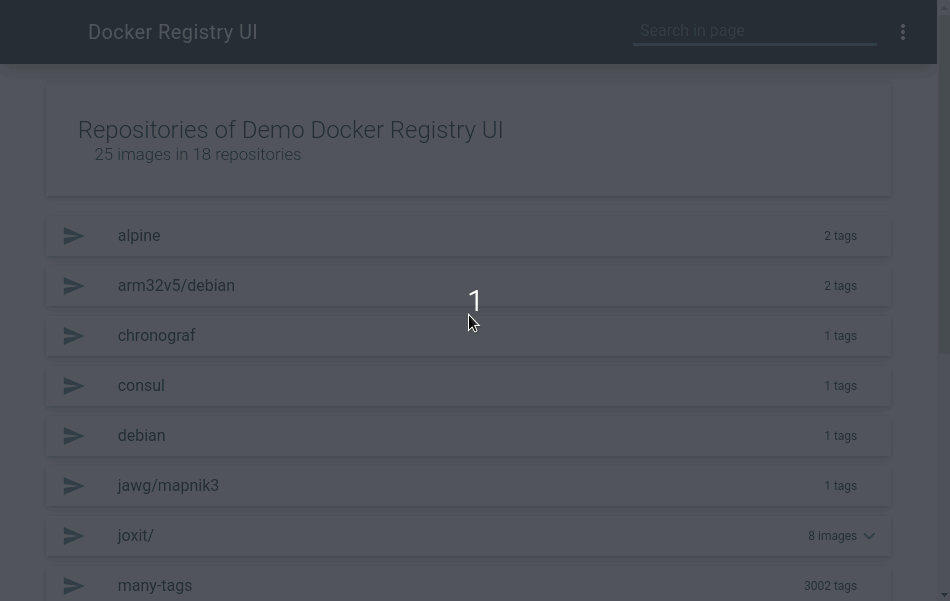 Docker Registry UI
Search in page
Repositories of Demo Docker Registry UI
25 images in 18 repositories
alpine 2 tags
arm32v5/debian 2 tags
1
chronograf 1 tags
consul 1 tags
debian 1 tags
jawg/mapnik3 1 tags
joxit/ 8 images
many-tags 3002 tags